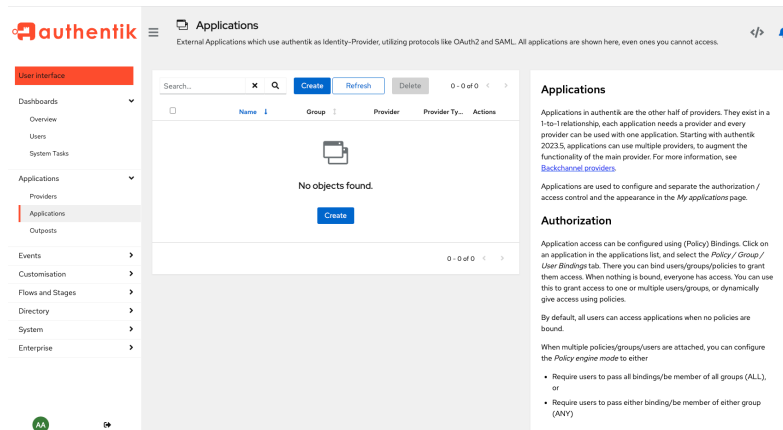 authentik
Applications
External Applications which use authentik as Identity-Provider, utilizing protocols like OAuth2 and SAML. All applications are shown here, even ones you cannot access.
</>
User interface
Dashboards
Overview
Users
System Tasks
Applications
Providers
Applications
Outposts
Events
Customisation
Flows and Stages
Directory
System
Enterprise
AA
Search...
Create
Refresh
Delete
0 - 0 of 0
Name
Group
Provider
Provider Ty...
Actions
No objects found.
Create
0 - 0 of 0
Applications
Applications in authentik are the other half of providers. They exist in a
1-to-1 relationship, each application needs a provider and every
provider can be used with one application. Starting with authentik
2023.5, applications can use multiple providers, to augment the
functionality of the main provider. For more information, see
Backchannel providers.
Applications are used to configure and separate the authorization /
access control and the appearance in the My applications page.
Authorization
Application access can be configured using (Policy) Bindings. Click on
an application in the applications list, and select the Policy / Group /
User Bindings tab. There you can bind users/groups/policies to grant
them access. When nothing is bound, everyone has access. You can use
this to grant access to one or multiple users/groups, or dynamically
give access using policies.
By default, all users can access applications when no policies are
bound.
When multiple policies/groups/users are attached, you can configure
the Policy engine mode to either
• Require users to pass all bindings/be member of all groups (ALL),
or
• Require users to pass either binding/be member of either group
(ANY)